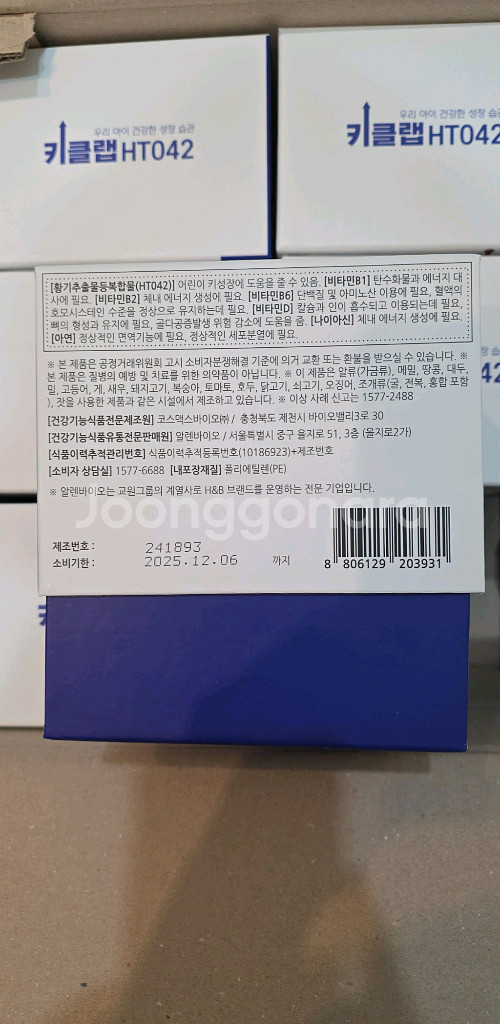 우리 아이 건강한 성장 습관
키클랩 HT042
우리 아이 건강한 성장 습관
키클랩 HT042
[황기추출물등복합물(HT042)] 어린이 키성장에 도움을 줄 수 있음. [비타민B1] 탄수화물과 에너지 대
사에 필요. [비타민B2] 체내 에너지 생성에 필요. [비타민B6] 단백질 및 아미노산 이용에 필요, 혈액의
호모시스테인 수준을 정상으로 유지하는데 필요. [비타민D] 칼슘과 인이 흡수되고 이용되는데 필요,
뼈의 형성과 유지에 필요, 골다공증발생 위험 감소에 도움을 줌. [나이아신] 체내 에너지 생성에 필요.
[아연] 정상적인 면역기능에 필요, 정상적인 세포분열에 필요.
※ 본 제품은 공정거래위원회 고시 소비자분쟁해결 기준에 의거 교환 또는 환불을 받으실 수 있습니다. ※
본 제품은 질병의 예방 및 치료를 위한 의약품이 아닙니다. ※ 이 제품은 알류(가금류), 메밀, 땅콩, 대두,
밀, 고등어, 게, 새우, 돼지고기, 복숭아, 토마토, 호두, 닭고기, 쇠고기, 오징어, 조개류(굴, 전복, 홍합 포함
), 잣을 사용한 제품과 같은 시설에서 제조하고 있습니다. ※ 이상 사례 신고는 1577-2488
[건강기능식품전문제조원] 코스맥스바이오㈜ / 충청북도 제천시 바이오밸리3로 30
[건강기능식품유통전문판매원] 알렌바이오 / 서울특별시 중구 을지로 51, 3층 (을지로2가)
[식품이력추적관리번호] 식품이력추적등록번호(10186923)+제조번호
[소비자 상담실] 1577-6688 [내포장재질] 폴리에틸렌(PE)
※ 알렌바이오는 교원그룹의 계열사로 H&B 브랜드를 운영하는 전문 기업입니다.
Joonggonara
제조번호 : 241893
소비기한 : 2025.12.06 까지
8 806129 203931
42